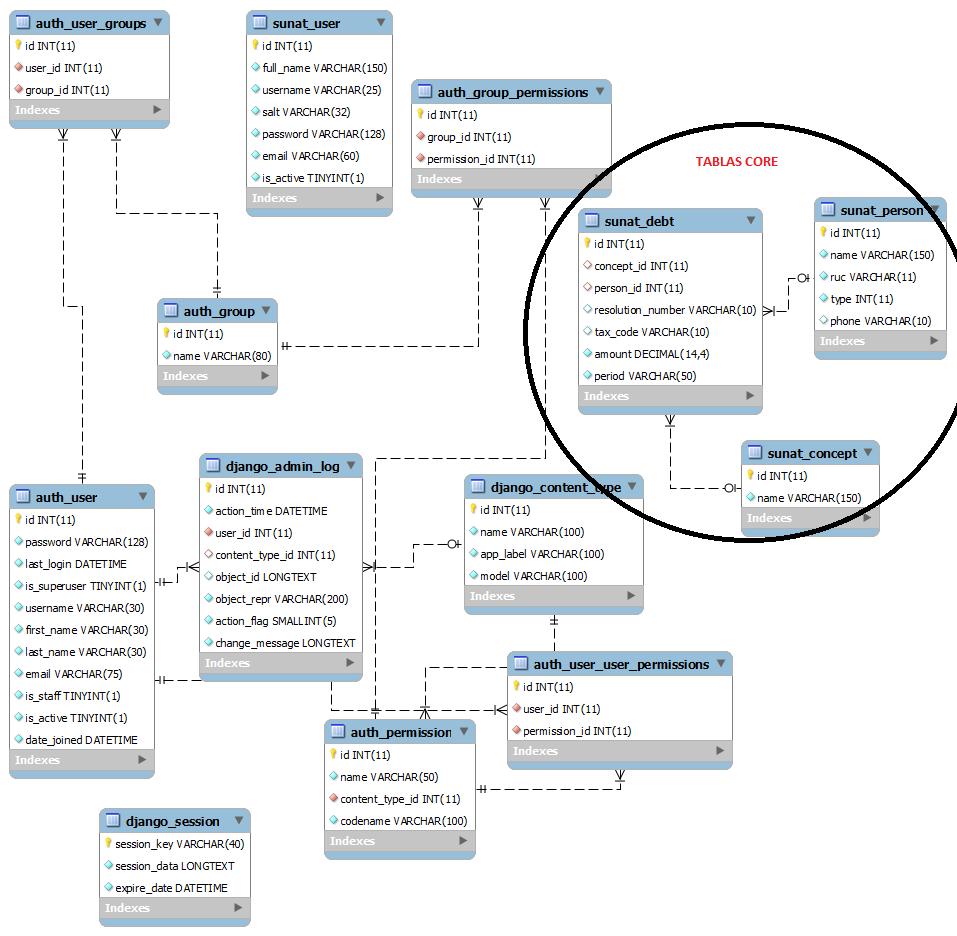 auth_user_groups
id INT(11)
user_id INT(11)
group_id INT(11)
Indexes
sunat_user
id INT(11)
full_name VARCHAR(150)
username VARCHAR(25)
salt VARCHAR(32)
password VARCHAR(128)
email VARCHAR(60)
is_active TINYINT(1)
Indexes
auth_group_permissions
id INT(11)
group_id INT(11)
permission_id INT(11)
Indexes
TABLAS CORE
sunat_debt
id INT(11)
concept_id INT(11)
person_id INT(11)
resolution_number VARCHAR(10)
tax_code VARCHAR(10)
amount DECIMAL(14,4)
period VARCHAR(50)
Indexes
sunat_person
id INT(11)
name VARCHAR(150)
ruc VARCHAR(11)
type INT(11)
phone VARCHAR(10)
Indexes
auth_group
id INT(11)
name VARCHAR(80)
Indexes
sunat_concept
id INT(11)
name VARCHAR(150)
Indexes
auth_user
id INT(11)
password VARCHAR(128)
last_login DATETIME
is_superuser TINYINT(1)
username VARCHAR(30)
first_name VARCHAR(30)
last_name VARCHAR(30)
email VARCHAR(75)
is_staff TINYINT(1)
is_active TINYINT(1)
date_joined DATETIME
Indexes
django_admin_log
id INT(11)
action_time DATETIME
user_id INT(11)
content_type_id INT(11)
object_id LONGTEXT
object_repr VARCHAR(200)
action_flag SMALLINT(5)
change_message LONGTEXT
Indexes
django_content_type
id INT(11)
name VARCHAR(100)
app_label VARCHAR(100)
model VARCHAR(100)
Indexes
auth_user_user_permissions
id INT(11)
user_id INT(11)
permission_id INT(11)
Indexes
auth_permission
id INT(11)
name VARCHAR(50)
content_type_id INT(11)
codename VARCHAR(100)
Indexes
django_session
session_key VARCHAR(40)
session_data LONGTEXT
expire_date DATETIME
Indexes